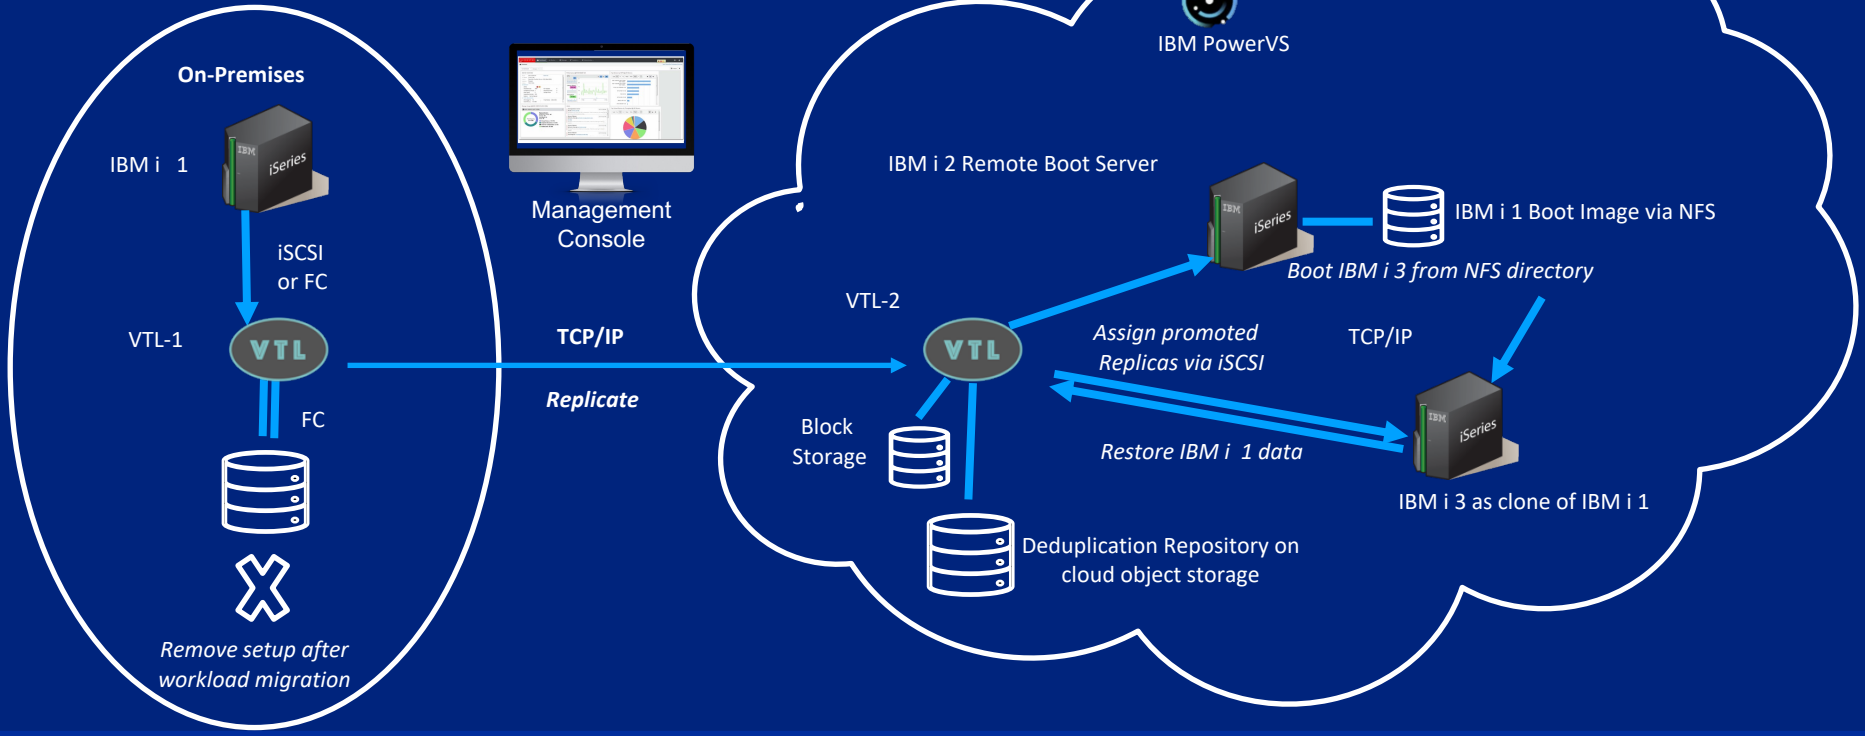 On-Premises
IBM i 1
IBM
iSeries
iSCSI
or FC
VTL-1
VTL
FC
Remove setup after
workload migration
Management
Console
TCP/IP
Replicate
IBM PowerVS
IBM i 2 Remote Boot Server
IBM
iSeries
IBM i 1 Boot Image via NFS
Boot IBM i 3 from NFS directory
VTL-2
VTL
Assign promoted
Replicas via iSCSI
TCP/IP
Block
Storage
Restore IBM i 1 data
IBM
iSeries
IBM i 3 as clone of IBM i 1
Deduplication Repository on
cloud object storage